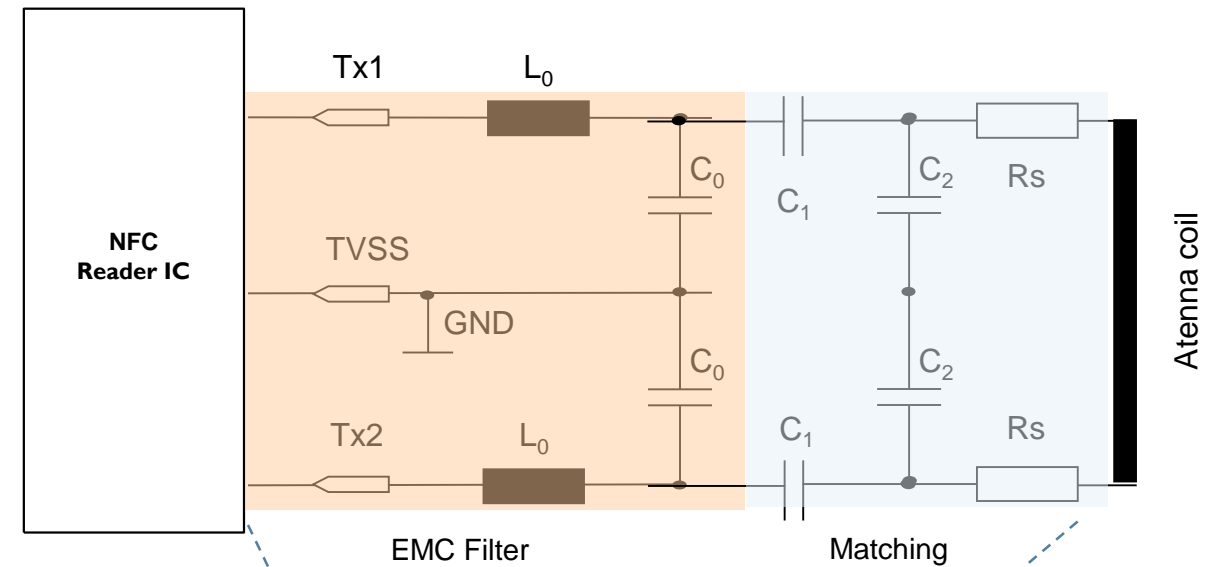 Tx1
L0
C0
C1
C2
Rs
NFC
Reader IC
TVSS
GND
Atenna coil
C0
C2
Tx2
L0
C1
Rs
EMC Filter
Matching